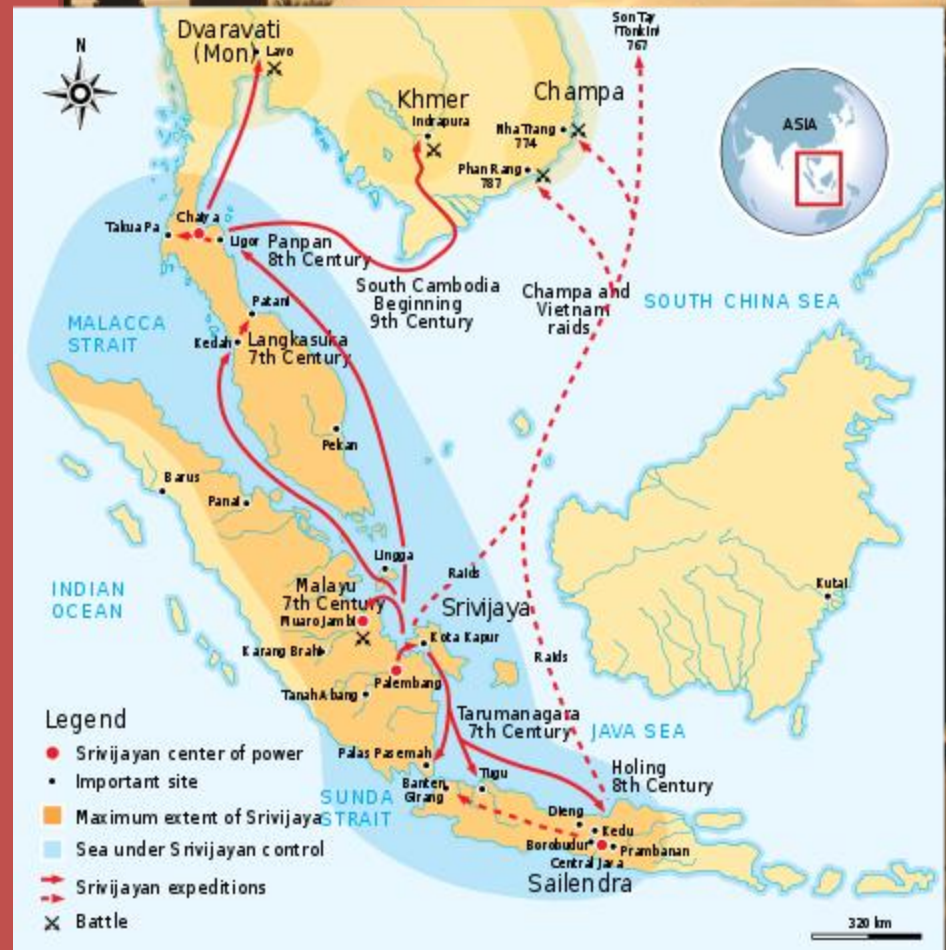 Son Tay
(Tonkin)
767
N
Dvaravati
(Mon)
Lavo
Khmer
Indrapura
Champa
Nha Trang
774
Phan Rang
787
ASIA
Chaiya
Takua Pa
Ligor
Panpan
8th Century
South Cambodia
Beginning
9th Century
Champa and
Vietnam
raids
SOUTH CHINA SEA
MALACCA
STRAIT
Patani
Kedah
Langkasuka
7th Century
Pekan
Barus
Panai
Lingga
INDIAN
OCEAN
Malayu
7th Century
Muaro Jambi
Raids
Srivijaya
Kutai
Kota Kapur
Karang Brahi
Raids
Palembang
Tanah Abang
Tarumanagara
7th Century
JAVA SEA
Legend
Srivijayan center of power
Important site
Maximum extent of Srivijaya
Sea under Srivijayan control
Srivijayan expeditions
Battle
Palas Pasemah
Tugu
Banten
Girang
SUNDA
STRAIT
Holing
8th Century
Dieng
Kedu
Borobudur
Prambanan
Central Java
Sailendra
320 km